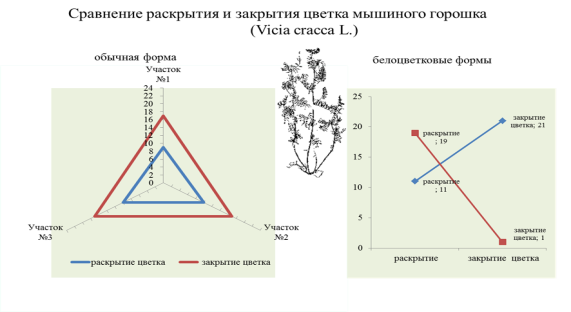 Сравнение раскрытия и закрытия цветка мышиного горошка
(Vicia cracca L.)
обычная форма
Участок
№1
24
22
20
18
16
14
12
10
8
6
4
2
0
Участок
№3
Участок
№2
раскрытие цветка
закрытие цветка
белоцветковые формы
25
20
15
10
5
0
закрытие
цветка; 21
раскрытие
; 19
раскрытие
; 11
закрытие
цветка; 1
раскрытие
закрытие цветка